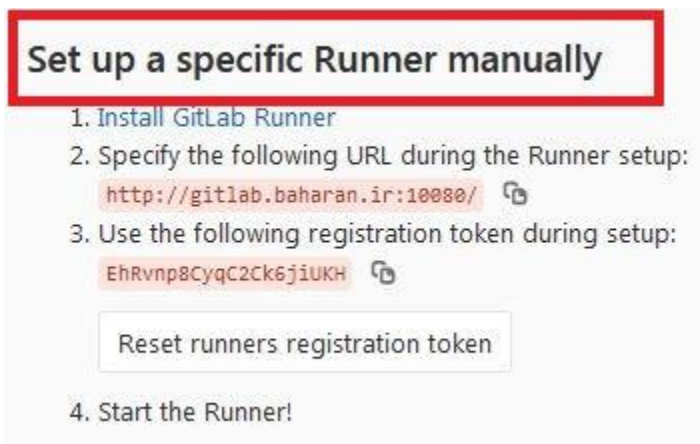 Set up a specific Runner manually
1. Install GitLab Runner
2. Specify the following URL during the Runner setup:
http://gitlab.baharan.ir:10080/
3. Use the following registration token during setup:
EhRvnp8CyqC2Ck6jiUKH
Reset runners registration token
4. Start the Runner!